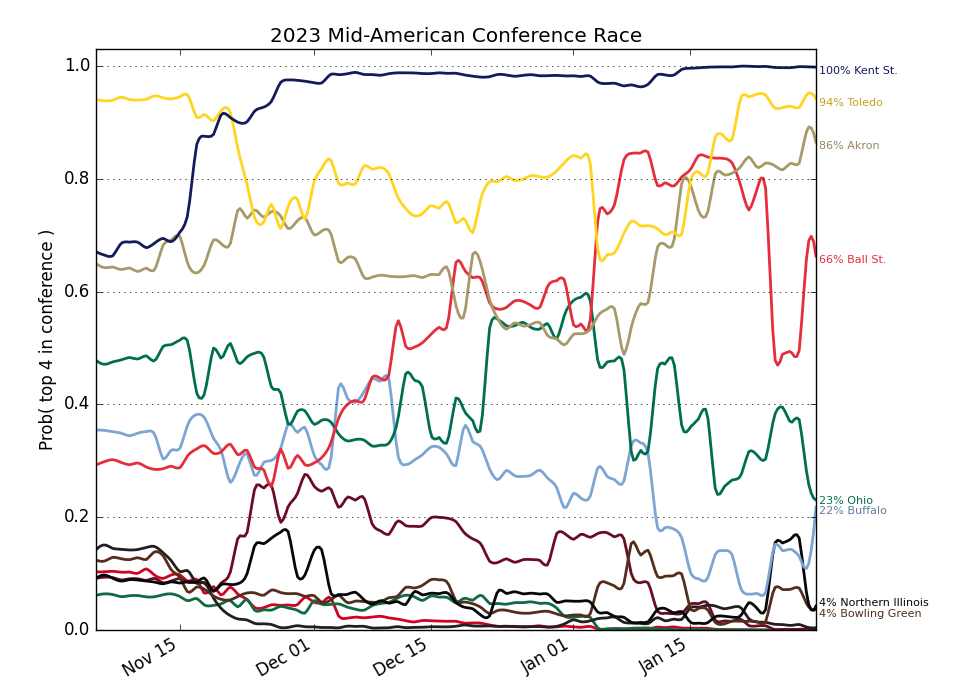 2023 Mid-American Conference Race
Prob( top 4 in conference )
1.0
0.8
0.6
0.4
0.2
0.0
Nov 15
Dec 01
Dec 15
Jan 01
Jan 15
100% Kent St.
94% Toledo
86% Akron
66% Ball St.
23% Ohio
22% Buffalo
4% Northern Illinois
4% Bowling Green